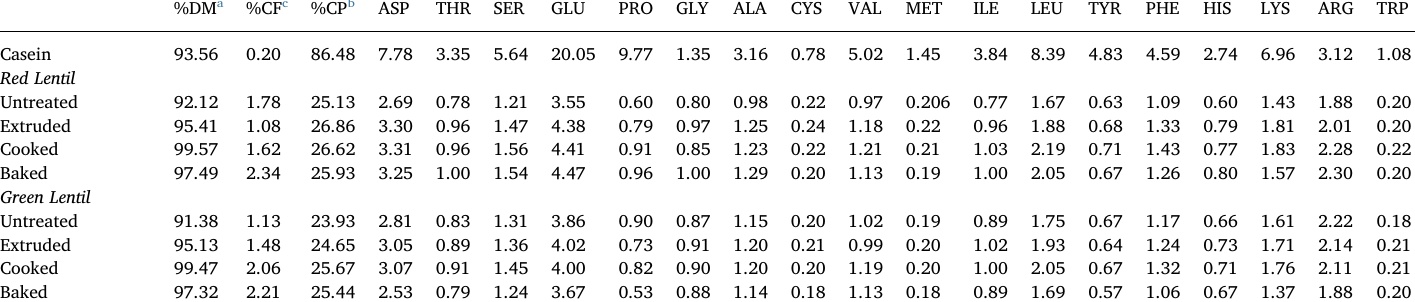 %DMa %CFc %CPb ASP THR SER GLU PRO GLY ALA CYS VAL MET ILE LEU TYR PHE HIS LYS ARG TRP
Casein 93.56 0.20 86.48 7.78 3.35 5.64 20.05 9.77 1.35 3.16 0.78 5.02 1.45 3.84 8.39 4.83 4.59 2.74 6.96 3.12 1.08
Red Lentil
Untreated 92.12 1.78 25.13 2.69 0.78 1.21 3.55 0.60 0.80 0.98 0.22 0.97 0.206 0.77 1.67 0.63 1.09 0.60 1.43 1.88 0.20
Extruded 95.41 1.08 26.86 3.30 0.96 1.47 4.38 0.79 0.97 1.25 0.24 1.18 0.22 0.96 1.88 0.68 1.33 0.79 1.81 2.01 0.20
Cooked 99.57 1.62 26.62 3.31 0.96 1.56 4.41 0.91 0.85 1.23 0.22 1.21 0.21 1.03 2.19 0.71 1.43 0.77 1.83 2.28 0.22
Baked 97.49 2.34 25.93 3.25 1.00 1.54 4.47 0.96 1.00 1.29 0.20 1.13 0.19 1.00 2.05 0.67 1.26 0.80 1.57 2.30 0.20
Green Lentil
Untreated 91.38 1.13 23.93 2.81 0.83 1.31 3.86 0.90 0.87 1.15 0.20 1.02 0.19 0.89 1.75 0.67 1.17 0.66 1.61 2.22 0.18
Extruded 95.13 1.48 24.65 3.05 0.89 1.36 4.02 0.73 0.91 1.20 0.21 0.99 0.20 1.02 1.93 0.64 1.24 0.73 1.71 2.14 0.21
Cooked 99.47 2.06 25.67 3.07 0.91 1.45 4.00 0.82 0.90 1.20 0.20 1.19 0.20 1.00 2.05 0.67 1.32 0.71 1.76 2.11 0.21
Baked 97.32 2.21 25.44 2.53 0.79 1.24 3.67 0.53 0.88 1.14 0.18 1.13 0.18 0.89 1.69 0.57 1.06 0.67 1.37 1.88 0.20